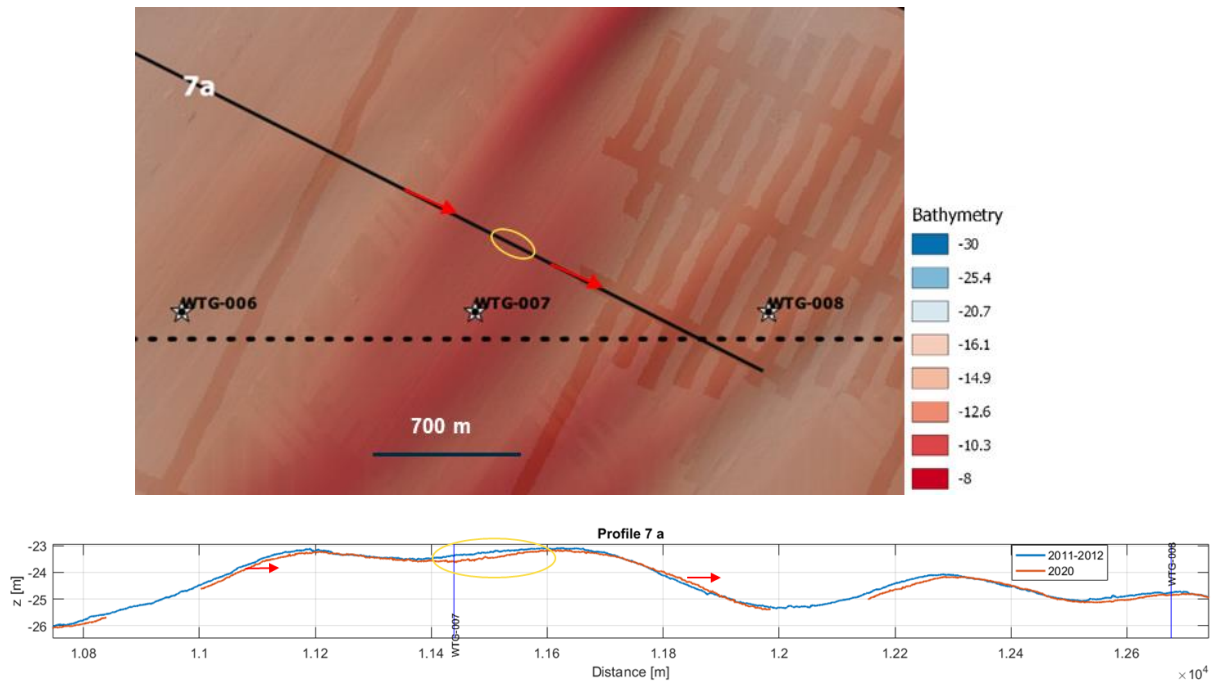 7a
WTG-006
WTG-007
WTG-008
700 m
Bathymetry
-30
-25.4
-20.7
-16.1
-14.9
-12.6
-10.3
-8
Profile 7 a
-23
-24
-25
-26
z [m]
2011-2012
2020
WTG-007
WTG-008
1.08
1.1
1.12
1.14
1.16
1.18
1.2
1.22
1.24
1.26
Distance [m]
×10⁴